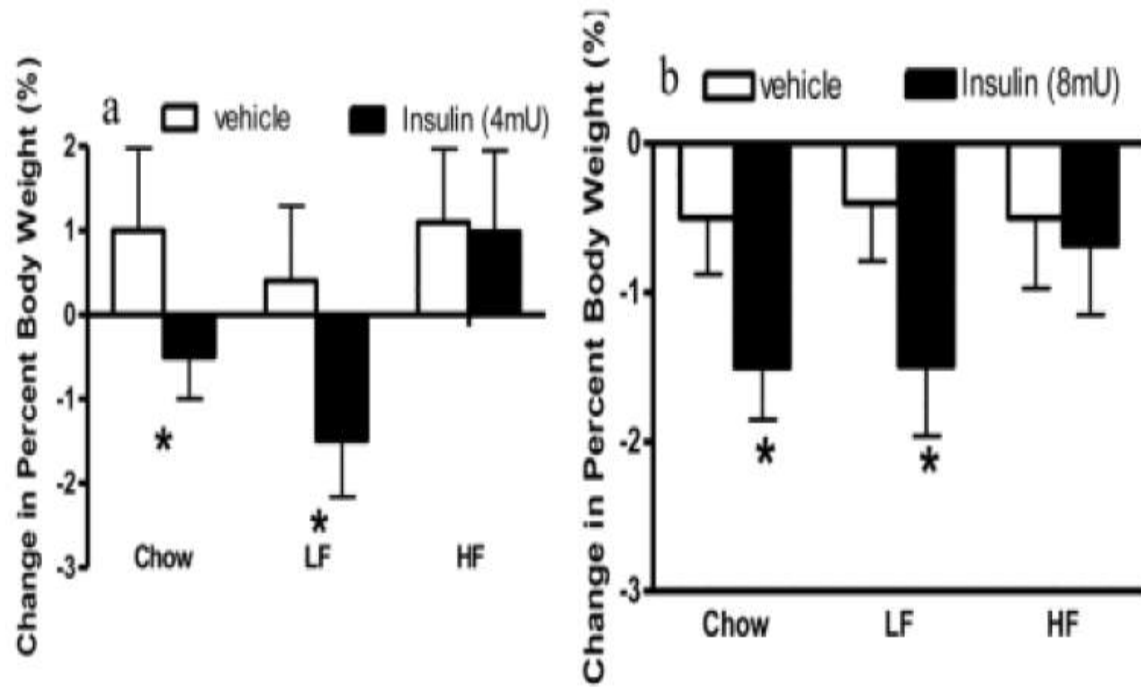 a
vehicle
Insulin (4mU)
Change in Percent Body Weight (%)
2
1
0
-1
-2
-3
*
*
Chow
LF
HF
b
vehicle
Insulin (8mU)
Change in Percent Body Weight (%)
0
-1
-2
-3
*
*
Chow
LF
HF